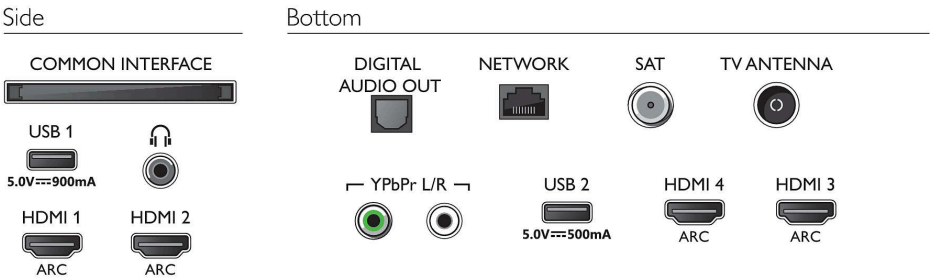 Side
COMMON INTERFACE
USB 1
5.0V⎓900mA
HDMI 1
HDMI 2
ARC
ARC
Bottom
DIGITAL
AUDIO OUT
NETWORK
SAT
TV ANTENNA
YPbPr L/R
USB 2
5.0V⎓500mA
HDMI 4
HDMI 3
ARC
ARC